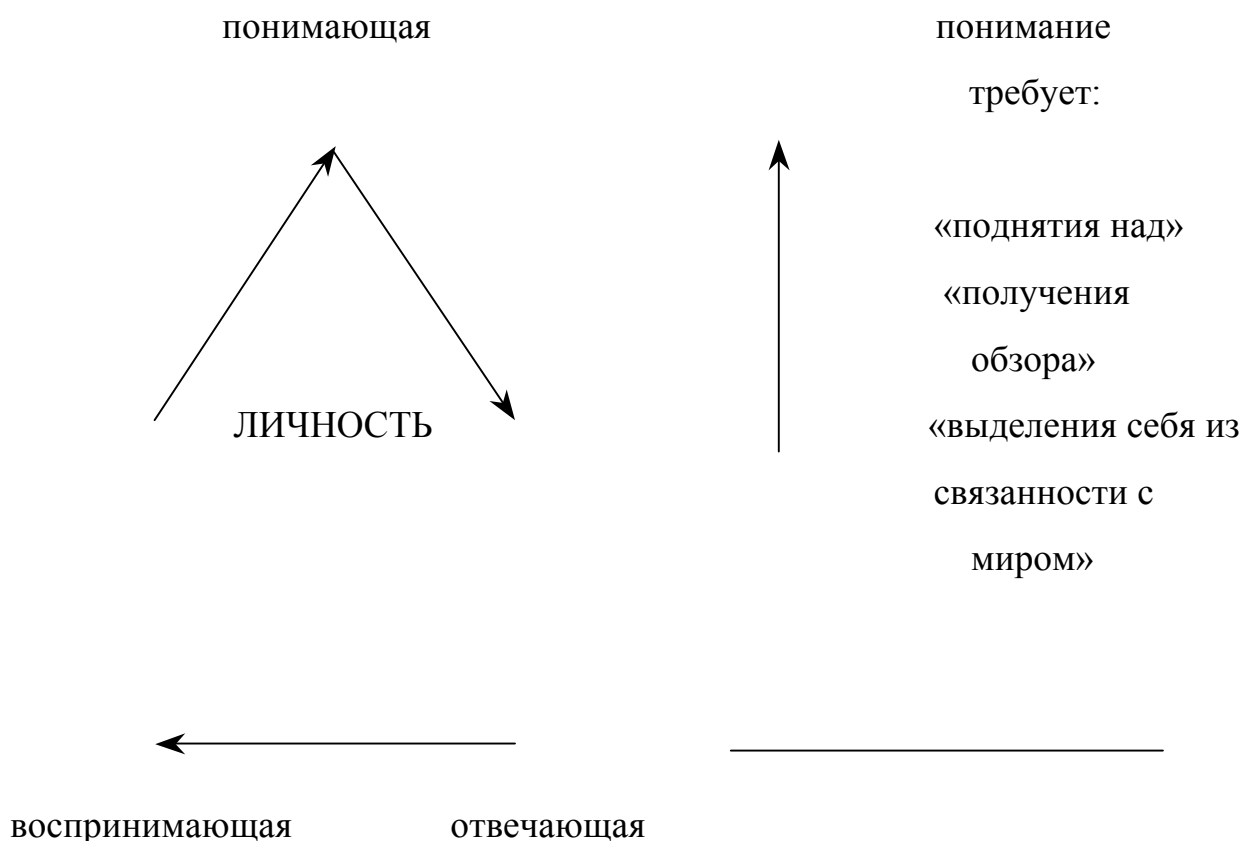 понимающая
понимание
требует:
«поднятия над»
«получения
обзора»
ЛИЧНОСТЬ
«выделения себя из
связанности с
миром»
воспринимающая
отвечающая